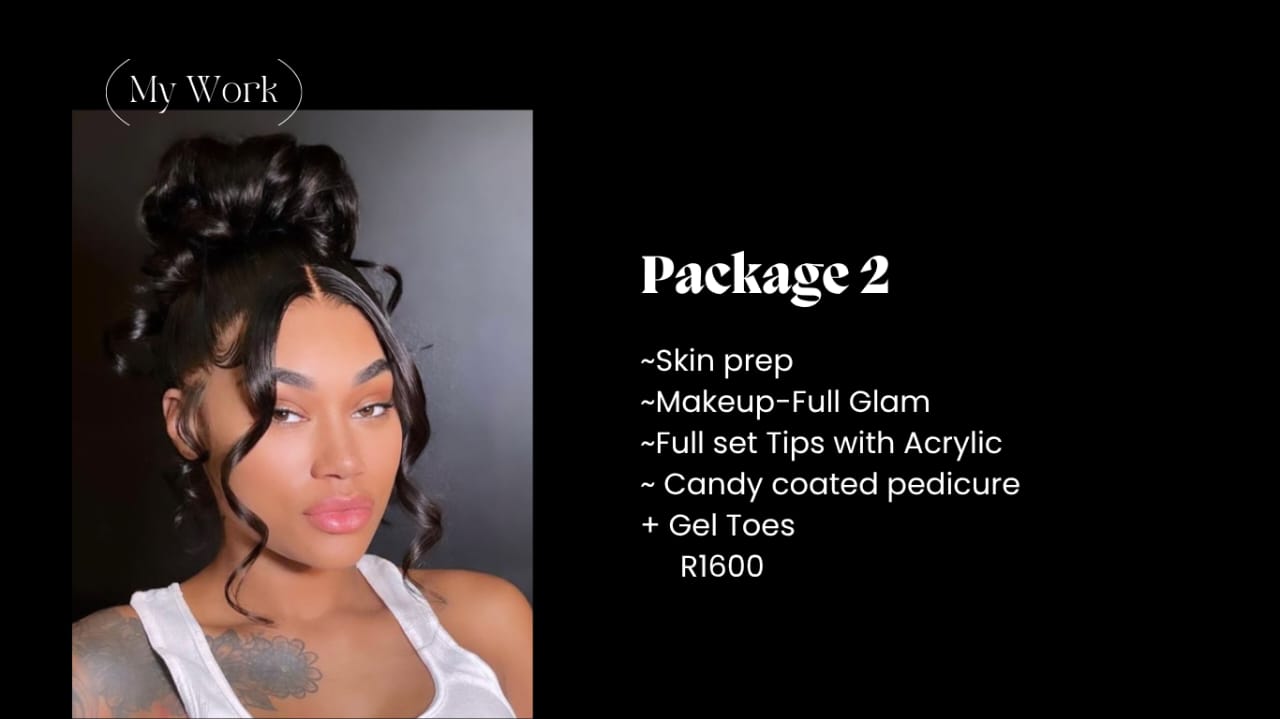 My Work
Package 2
~Skin prep
~Makeup-Full Glam
~Full set Tips with Acrylic
~ Candy coated pedicure
+ Gel Toes
R1600